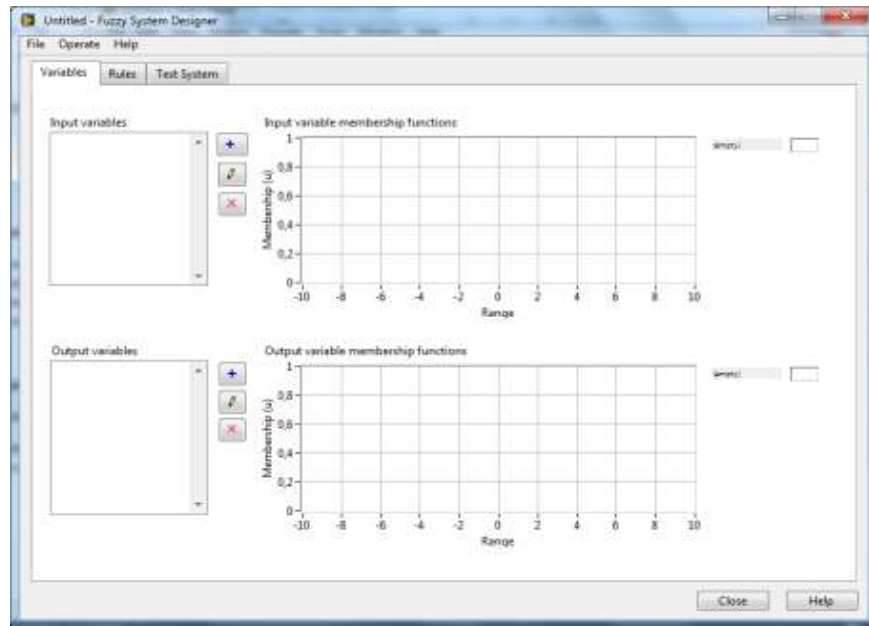 Untitled - Fuzzy System Designer
File Operate Help
Variables Rules Test System
Input variables
Input variable membership functions
Membership (u)
1
0,8
0,6
0,4
0,2
0
-10 -8 -6 -4 -2 0 2 4 6 8 10
Range
Output variables
Output variable membership functions
Membership (u)
1
0,8
0,6
0,4
0,2
0
-10 -8 -6 -4 -2 0 2 4 6 8 10
Range
Close Help